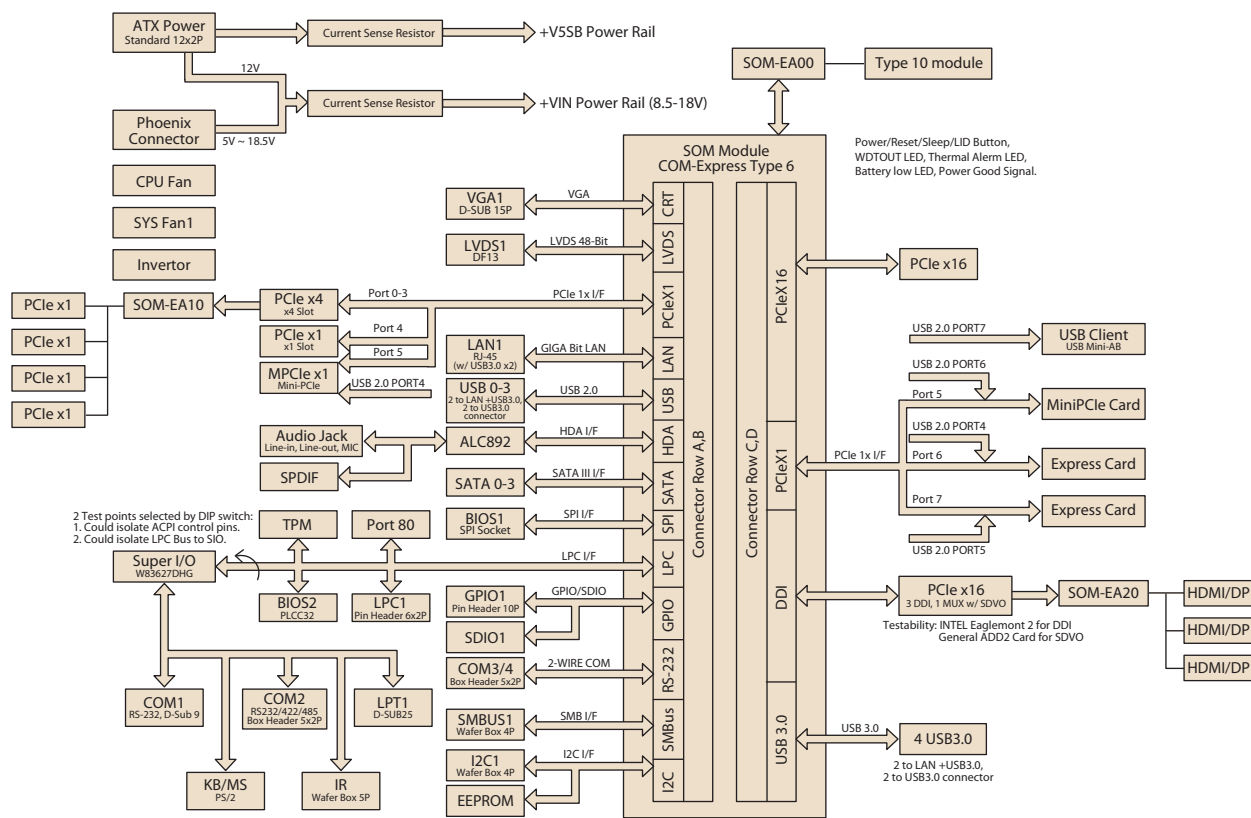 ATX Power
Standard 12x2P
Current Sense Resistor
+V5SB Power Rail
12V
Current Sense Resistor
+VIN Power Rail (8.5-18V)
Phoenix
Connector
5V ~ 18.5V
CPU Fan
SYS Fan1
Invertor
SOM-EA00
Type 10 module
Power/Reset/Sleep/LID Button,
WDTOUT LED, Thermal Alerm LED,
Battery low LED, Power Good Signal.
SOM Module
COM-Express Type 6
Connector Row A,B
Connector Row C,D
CRT
LVDS
PCIeX1
LAN
USB
HDA
SATA
SPI
LPC
GPIO
RS-232
SMBus
I2C
PCIeX16
PCIeX1
DDI
USB 3.0
VGA1
D-SUB 15P
VGA
LVDS1
DF13
LVDS 48-Bit
PCIe x1
PCIe x1
PCIe x1
PCIe x1
SOM-EA10
PCIe x4
x4 Slot
Port 0-3
PCIe 1x I/F
PCIe x1
x1 Slot
Port 4
MPCIe x1
Mini-PCIe
Port 5
USB 2.0 PORT4
LAN1
RJ-45
(w/ USB3.0 x2)
GIGA Bit LAN
USB 0-3
2 to LAN +USB3.0,
2 to USB3.0
connector
USB 2.0
Audio Jack
Line-in, Line-out, MIC
SPDIF
ALC892
HDA I/F
SATA 0-3
SATA III I/F
BIOS1
SPI Socket
SPI I/F
2 Test points selected by DIP switch:
1. Could isolate ACPI control pins.
2. Could isolate LPC Bus to SIO.
TPM
Port 80
Super I/O
W83627DHG
LPC I/F
BIOS2
PLCC32
LPC1
Pin Header 6x2P
GPIO1
Pin Header 10P
GPIO/SDIO
SDIO1
COM3/4
Box Header 5x2P
2-WIRE COM
COM1
RS-232, D-Sub 9
COM2
RS232/422/485
Box Header 5x2P
LPT1
D-SUB25
KB/MS
PS/2
IR
Wafer Box 5P
SMBUS1
Wafer Box 4P
SMB I/F
I2C1
Wafer Box 4P
I2C I/F
EEPROM
PCIe x16
USB 2.0 PORT7
USB Client
USB Mini-AB
USB 2.0 PORT6
Port 5
MiniPCIe Card
USB 2.0 PORT4
PCIe 1x I/F
Port 6
Express Card
Port 7
Express Card
USB 2.0 PORT5
PCIe x16
3 DDI, 1 MUX w/ SDVO
SOM-EA20
HDMI/DP
HDMI/DP
HDMI/DP
Testability: INTEL Eaglemont 2 for DDI
General ADD2 Card for SDVO
USB 3.0
4 USB3.0
2 to LAN +USB3.0,
2 to USB3.0 connector